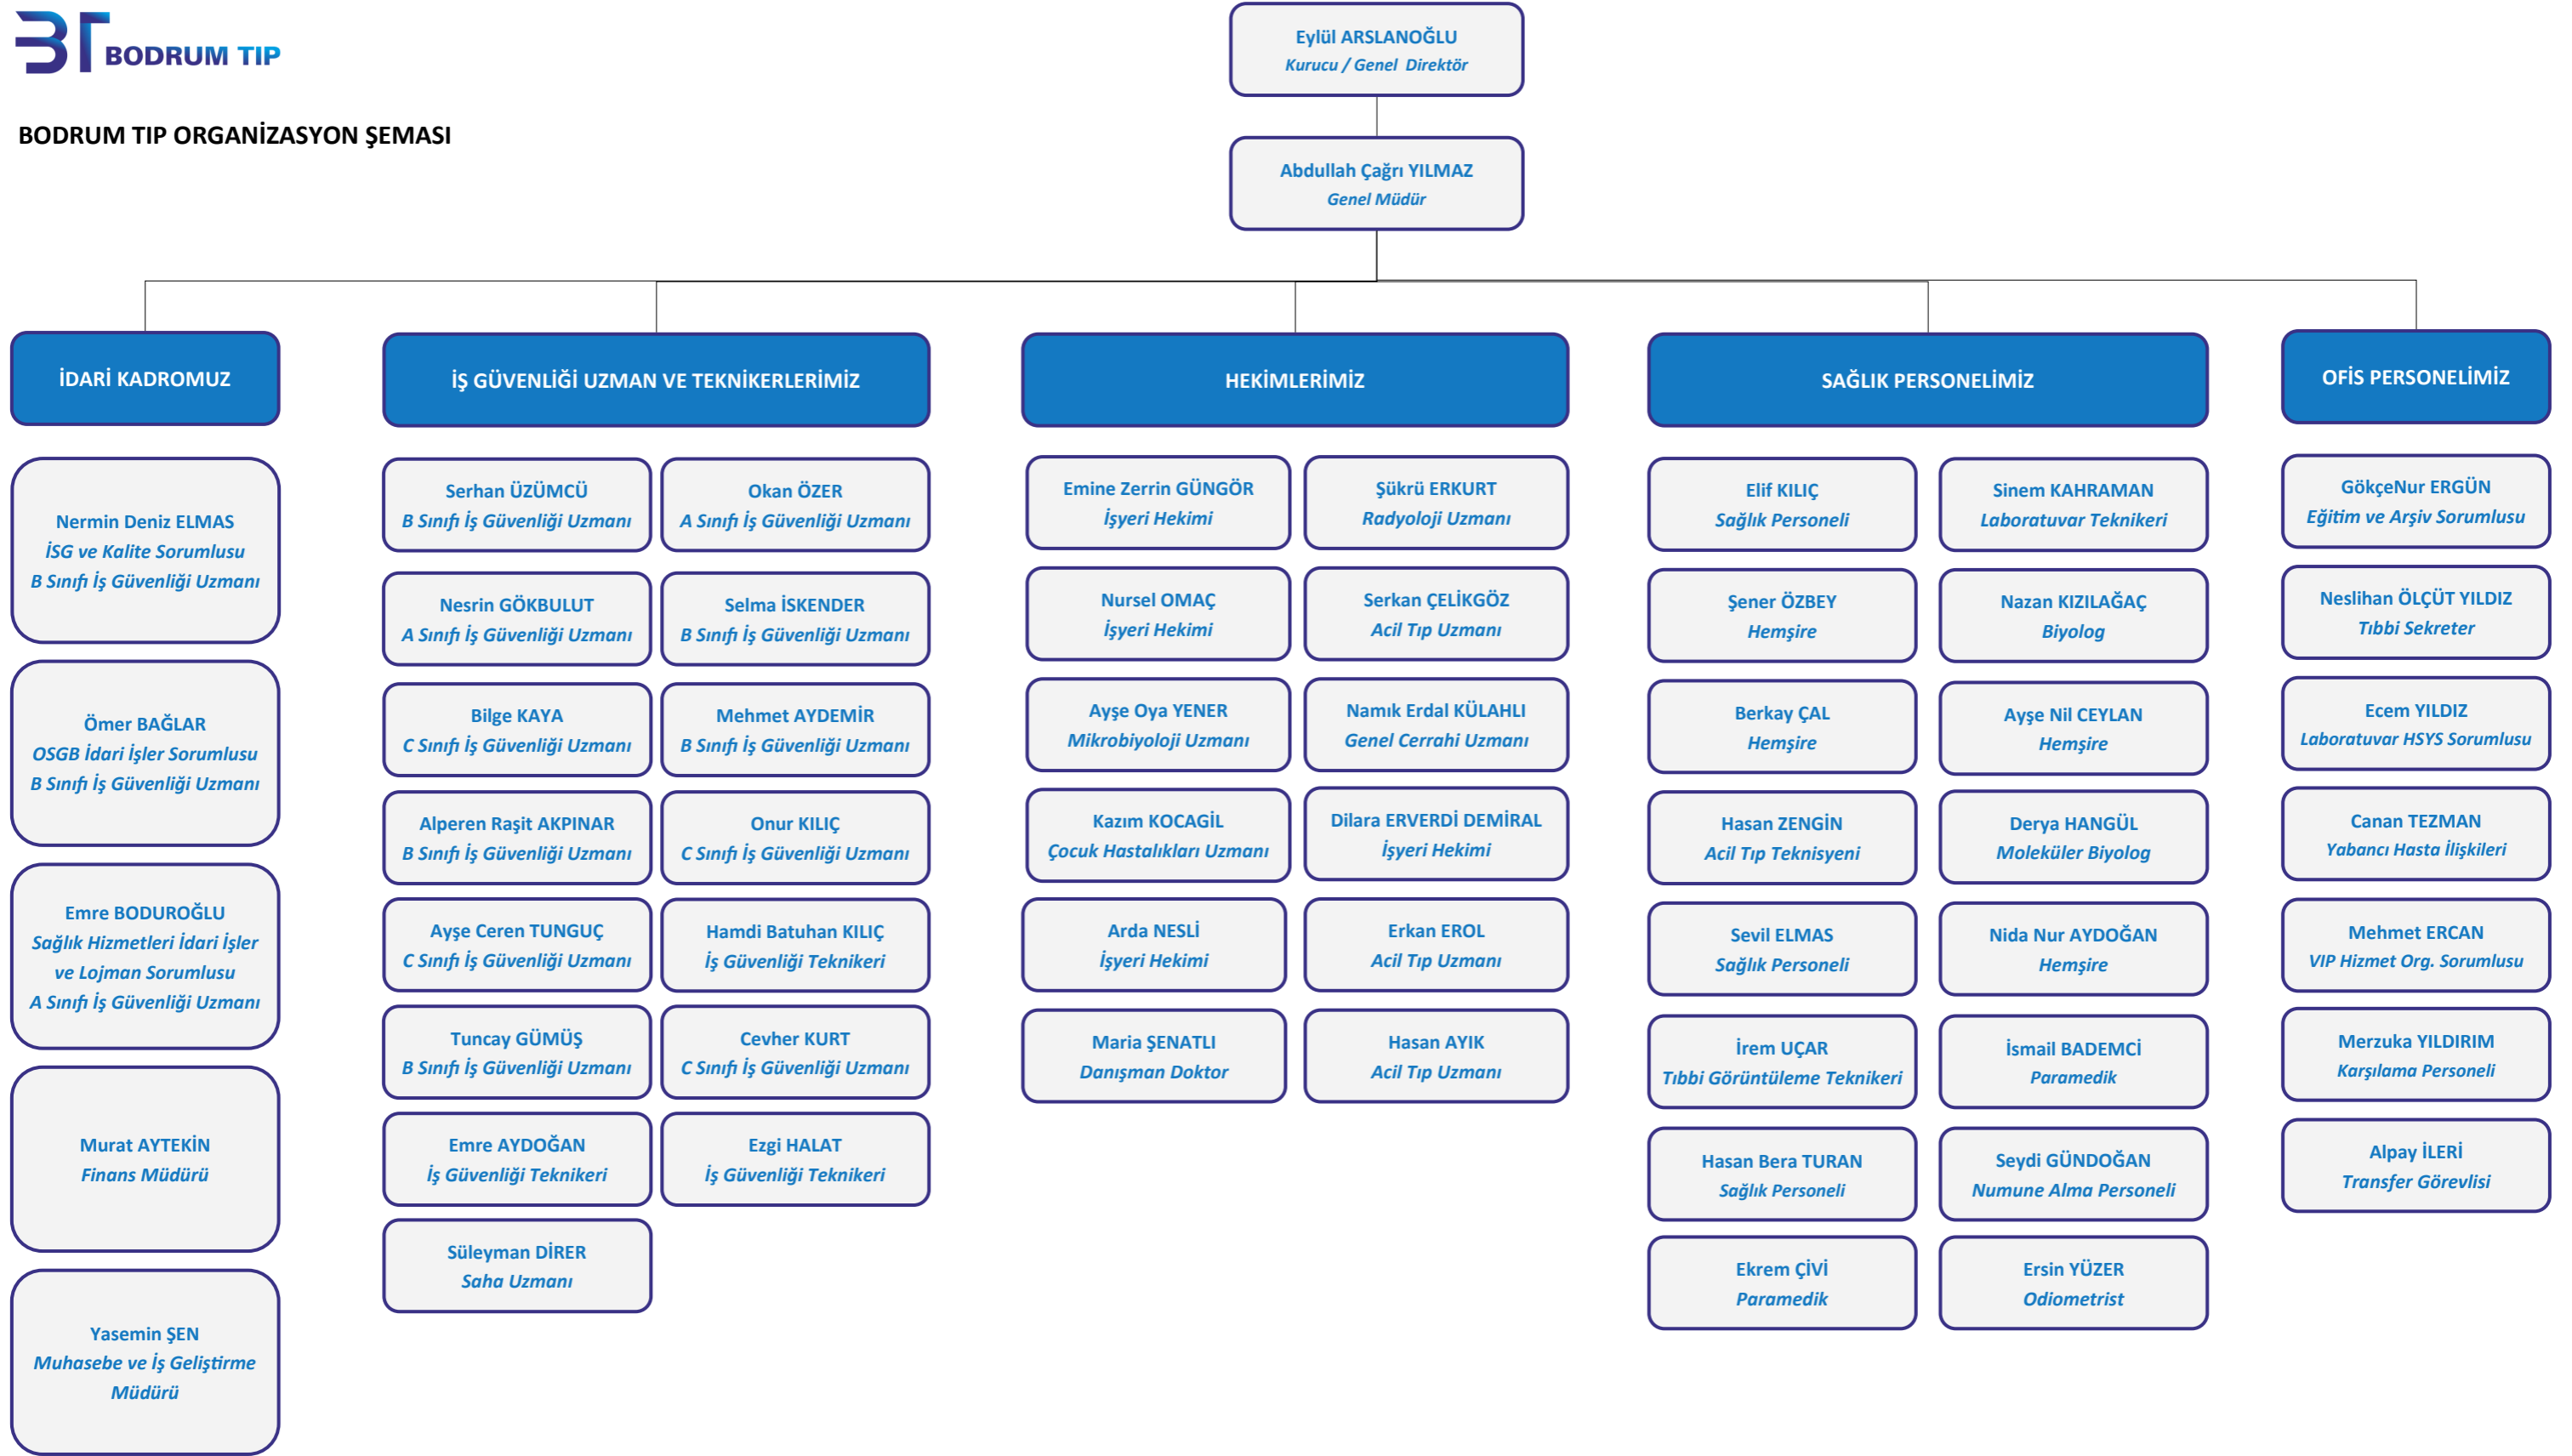 BT BODRUM TIP
BODRUM TIP ORGANİZASYON ŞEMASI
Eylül ARSLANOĞLU
Kurucu / Genel Direktör
Abdullah Çağrı YILMAZ
Genel Müdür
İDARİ KADROMUZ
Nermin Deniz ELMAS
İSG ve Kalite Sorumlusu
B Sınıfı İş Güvenliği Uzmanı
Ömer BAĞLAR
OSGB İdari İşler Sorumlusu
B Sınıfı İş Güvenliği Uzmanı
Emre BODUROĞLU
Sağlık Hizmetleri İdari İşler
ve Lojman Sorumlusu
A Sınıfı İş Güvenliği Uzmanı
Murat AYTEKİN
Finans Müdürü
Yasemin ŞEN
Muhasebe ve İş Geliştirme
Müdürü
İŞ GÜVENLİĞİ UZMAN VE TEKNİKERLERİMİZ
Serhan ÜZÜMCÜ
B Sınıfı İş Güvenliği Uzmanı
Okan ÖZER
A Sınıfı İş Güvenliği Uzmanı
Nesrin GÖKBULUT
A Sınıfı İş Güvenliği Uzmanı
Selma İSKENDER
B Sınıfı İş Güvenliği Uzmanı
Bilge KAYA
C Sınıfı İş Güvenliği Uzmanı
Mehmet AYDEMİR
B Sınıfı İş Güvenliği Uzmanı
Alperen Raşit AKPINAR
B Sınıfı İş Güvenliği Uzmanı
Onur KILIÇ
C Sınıfı İş Güvenliği Uzmanı
Ayşe Ceren TUNGUÇ
C Sınıfı İş Güvenliği Uzmanı
Hamdi Batuhan KILIÇ
İş Güvenliği Teknikeri
Tuncay GÜMÜŞ
B Sınıfı İş Güvenliği Uzmanı
Cevher KURT
C Sınıfı İş Güvenliği Uzmanı
Emre AYDOĞAN
İş Güvenliği Teknikeri
Ezgi HALAT
İş Güvenliği Teknikeri
Süleyman DİRER
Saha Uzmanı
HEKİMLERİMİZ
Emine Zerrin GÜNGÖR
İşyeri Hekimi
Şükrü ERKURT
Radyoloji Uzmanı
Nursel OMAÇ
İşyeri Hekimi
Serkan ÇELİKGÖZ
Acil Tıp Uzmanı
Ayşe Oya YENER
Mikrobiyoloji Uzmanı
Namık Erdal KÜLAHLI
Genel Cerrahi Uzmanı
Kazım KOCAGİL
Çocuk Hastalıkları Uzmanı
Dilara ERVERDİ DEMİRAL
İşyeri Hekimi
Arda NESLİ
İşyeri Hekimi
Erkan EROL
Acil Tıp Uzmanı
Maria ŞENATLI
Danışman Doktor
Hasan AYIK
Acil Tıp Uzmanı
SAĞLIK PERSONELİMİZ
Elif KILIÇ
Sağlık Personeli
Sinem KAHRAMAN
Laboratuvar Teknikeri
Şener ÖZBEY
Hemşire
Nazan KIZILAĞAÇ
Biyolog
Berkay ÇAL
Hemşire
Ayşe Nil CEYLAN
Hemşire
Hasan ZENGİN
Acil Tıp Teknisyeni
Derya HANGÜL
Moleküler Biyolog
Sevil ELMAS
Sağlık Personeli
Nida Nur AYDOĞAN
Hemşire
İrem UÇAR
Tıbbi Görüntüleme Teknikeri
İsmail BADEMCİ
Paramedik
Hasan Bera TURAN
Sağlık Personeli
Seydi GÜNDOĞAN
Numune Alma Personeli
Ekrem ÇİVİ
Paramedik
Ersin YÜZER
Odiometrist
OFİS PERSONELİMİZ
GökçeNur ERGÜN
Eğitim ve Arşiv Sorumlusu
Neslihan ÖLÇÜT YILDIZ
Tıbbi Sekreter
Ecem YILDIZ
Laboratuvar HSYS Sorumlusu
Canan TEZMAN
Yabancı Hasta İlişkileri
Mehmet ERCAN
VIP Hizmet Org. Sorumlusu
Merzuka YILDIRIM
Karşılama Personeli
Alpay İLERİ
Transfer Görevlisi